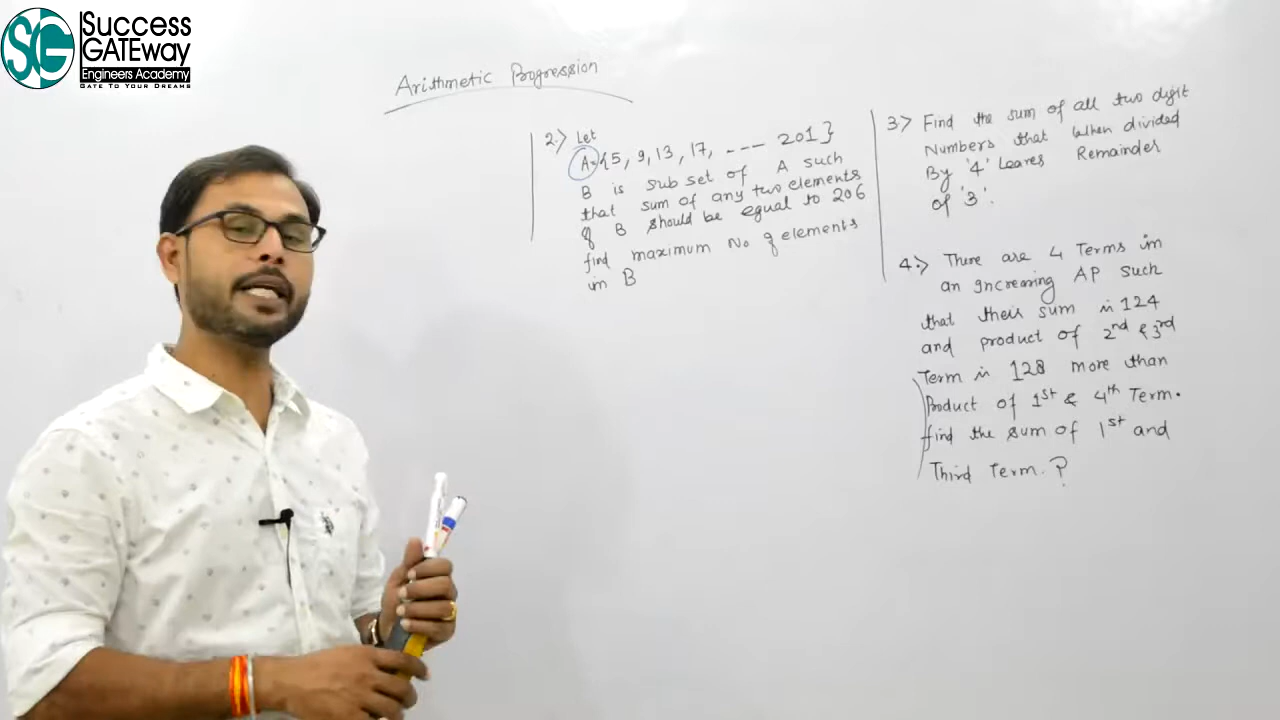 SG
Success
GATEway
Engineers Academy
GATE TO YOUR DREAMS
Arithmetic Progression
2.) let
A={5, 9, 13, 17, --- 201}
B is sub set of A such
that sum of any two elements
of B should be equal to 206
find maximum No of elements
in B
3.) Find the sum of all two digit
Numbers that when divided
By '4' leaves Remainder
of '3'.
4.) There are 4 Terms in
an increasing AP such
that their sum is 124
and product of 2nd & 3rd
Term is 128 more than
Product of 1st & 4th Term.
find the sum of 1st and
Third Term.?